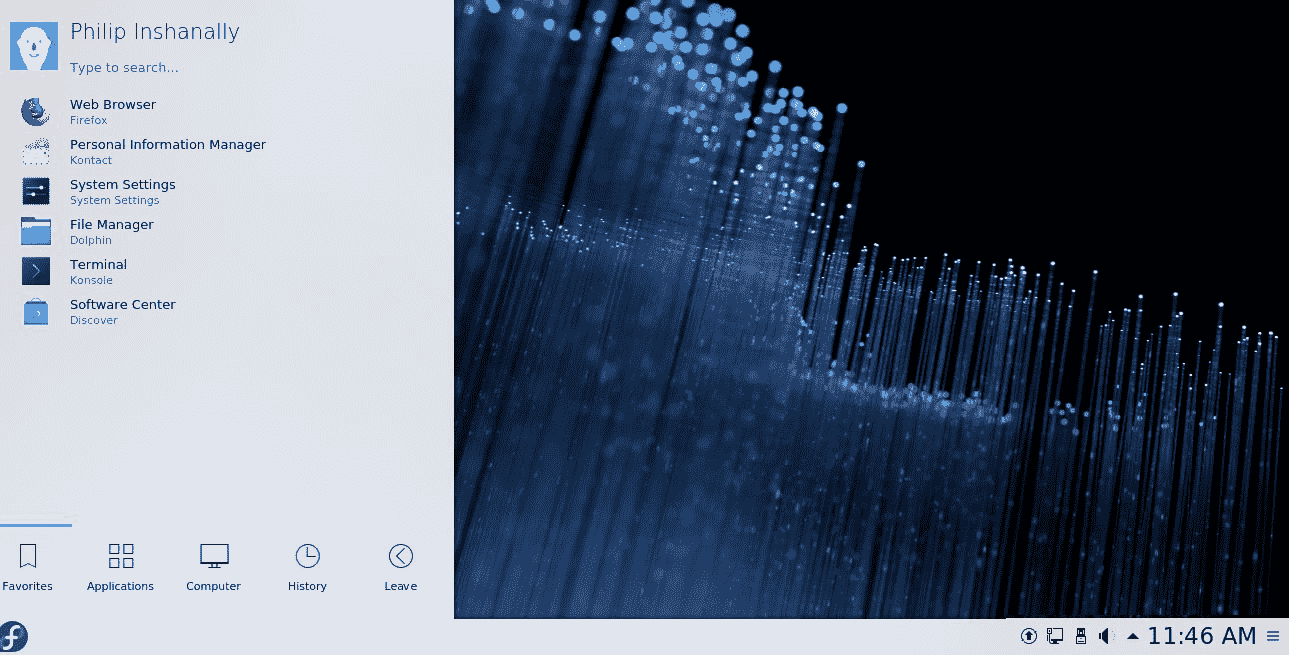 Philip Inshanally
Type to search...
Web Browser
Firefox
Personal Information Manager
Kontact
System Settings
System Settings
File Manager
Dolphin
Terminal
Konsole
Software Center
Discover
Favorites
Applications
Computer
History
Leave
11:46 AM